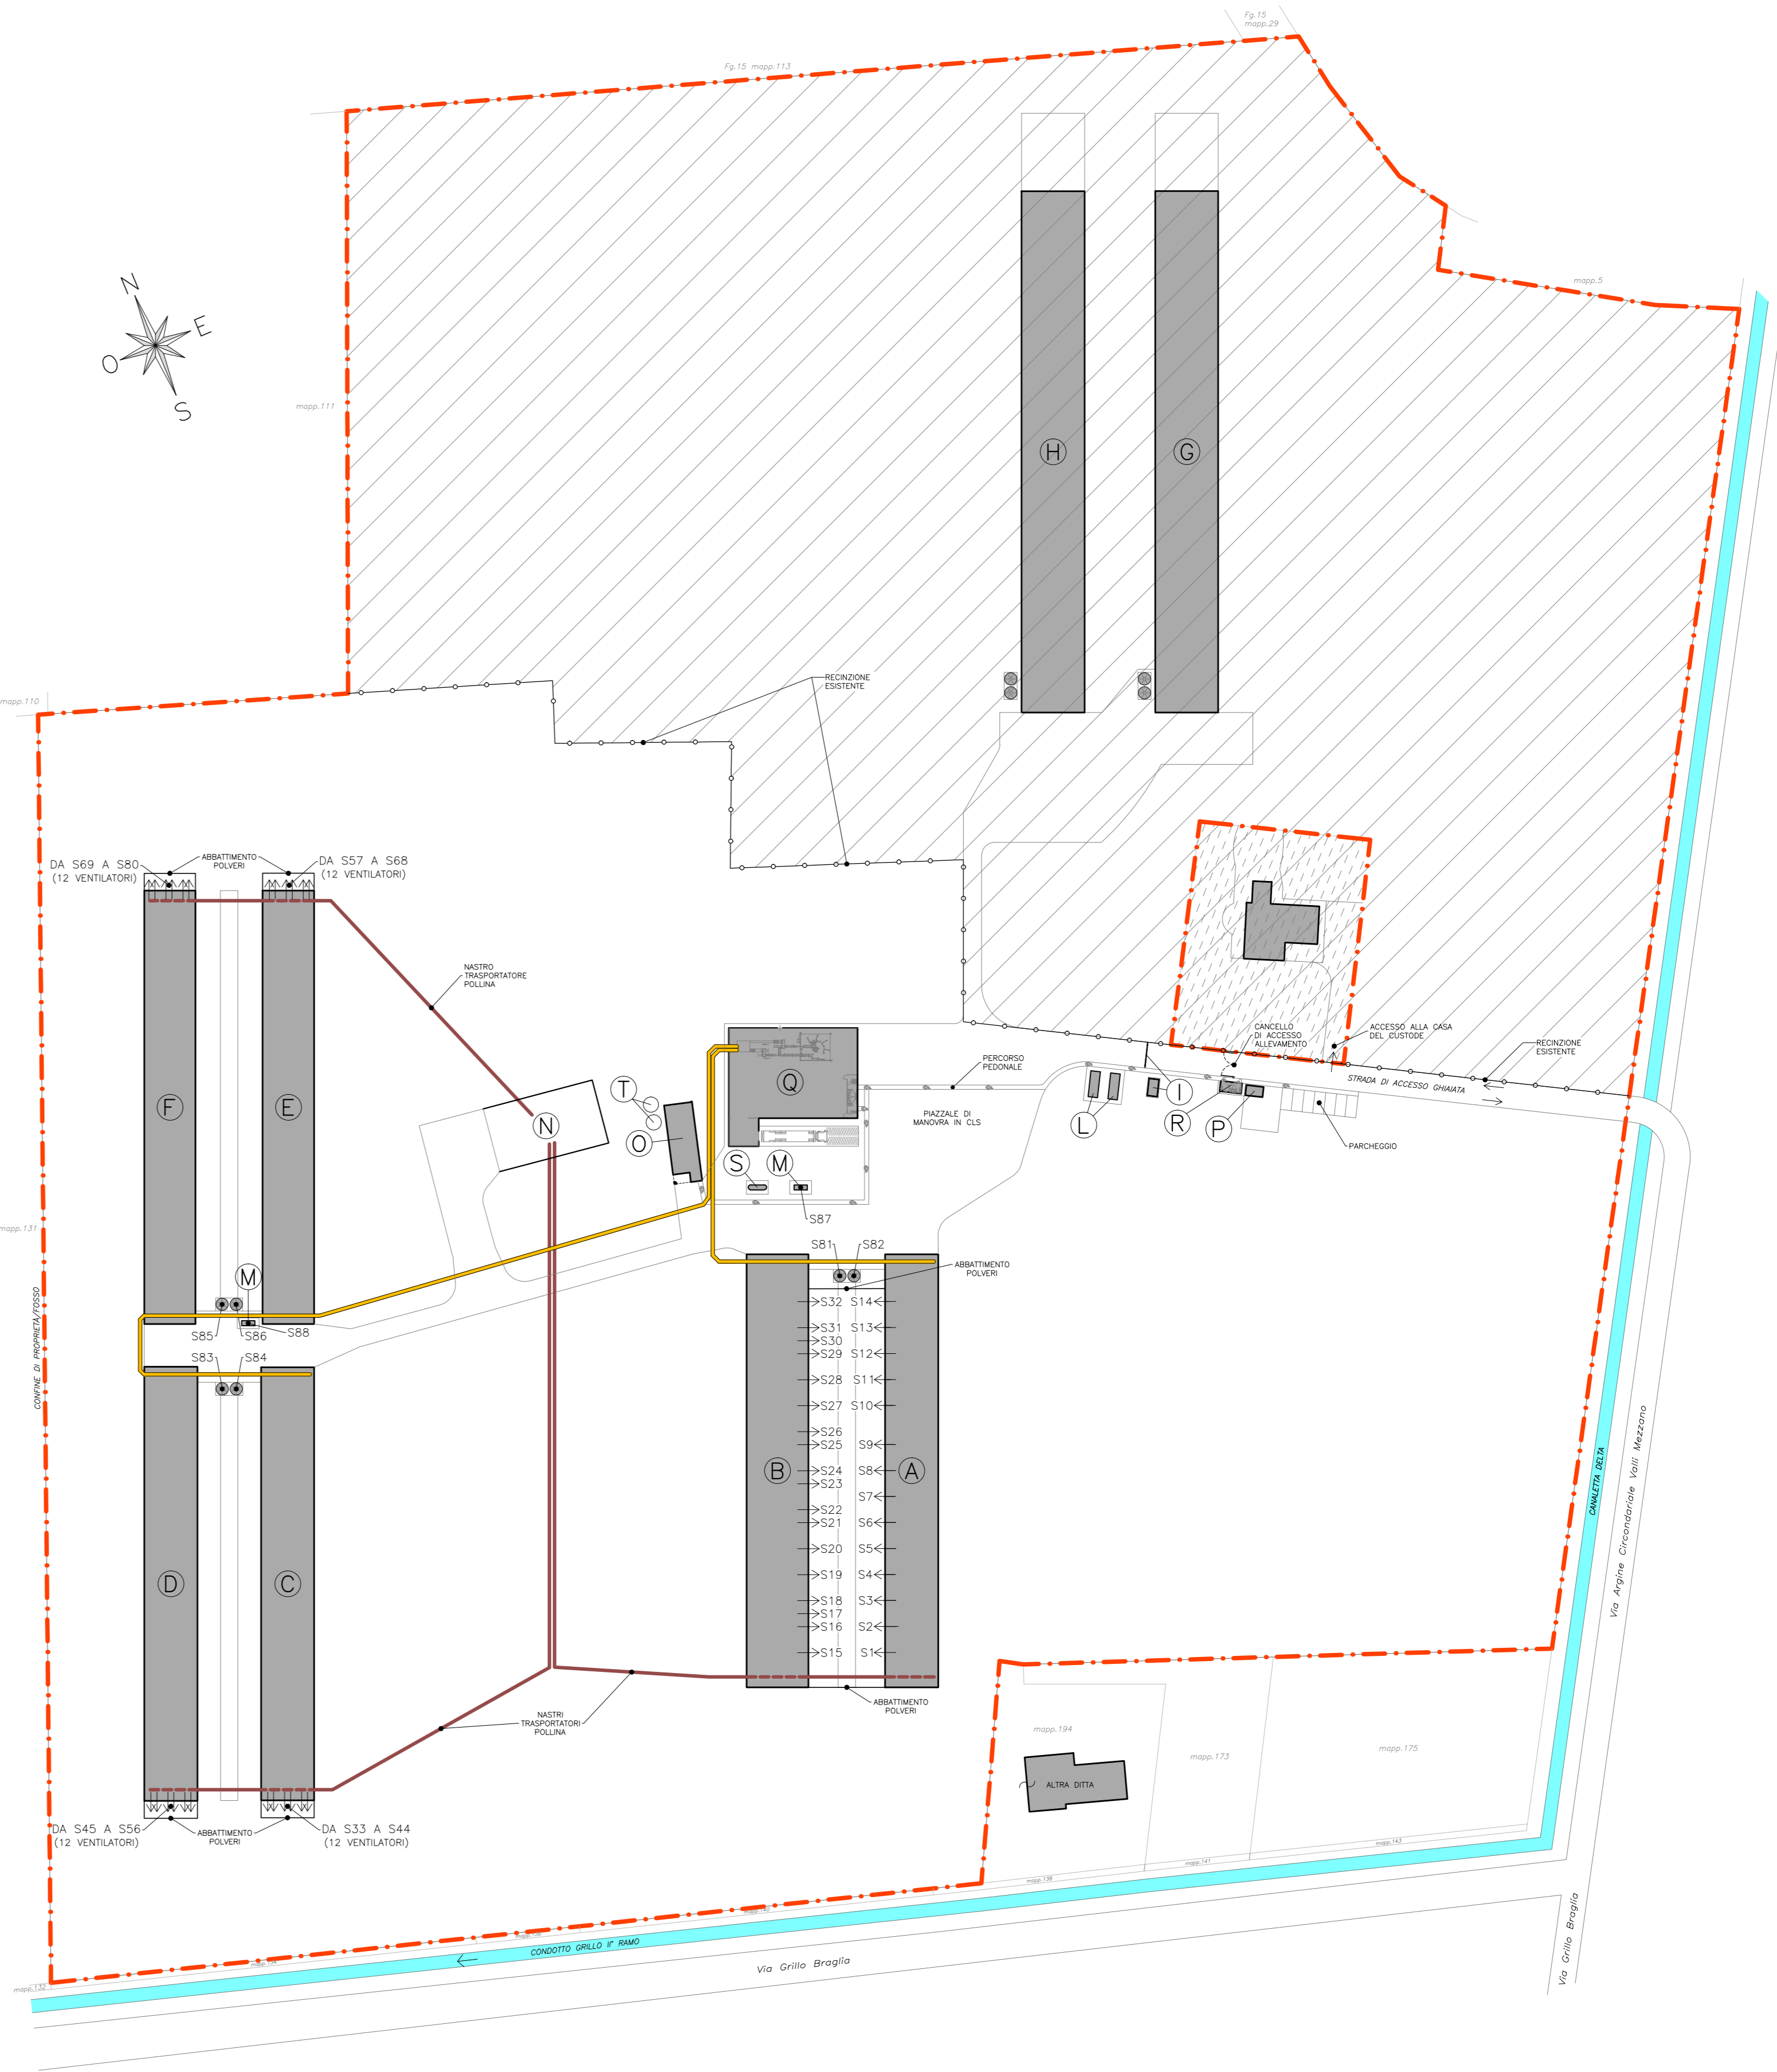 Fg.15
mapp.29
Fg.15 mapp.113
N
E
O
S
mapp.5
mapp.111
H
G
mapp.110
RECINZIONE
ESISTENTE
DA S69 A S80
(12 VENTILATORI)
ABBATTIMENTO
POLVERI
DA S57 A S68
(12 VENTILATORI)
NASTRO
TRASPORTATORE
POLLINA
F
E
N
T
O
Q
S
M
S87
PERCORSO
PEDONALE
PIAZZALE DI
MANOVRA IN CLS
CANCELLO
DI ACCESSO
ALLEVAMENTO
ACCESSO ALLA CASA
DEL CUSTODE
RECINZIONE
ESISTENTE
STRADA DI ACCESSO GHIAIATA
L
I
R
P
PARCHEGGIO
mapp.131
CONFINE DI PROPRIETÀ/FOSSO
M
S85
S86
S88
S83
S84
S81
S82
ABBATTIMENTO
POLVERI
S32
S14
S31
S13
S30
S29
S12
S28
S11
S27
S10
S26
S25
S9
S24
S8
S23
S7
S22
S21
S6
S20
S5
S19
S4
S18
S3
S17
S16
S2
S15
S1
B
A
D
C
ABBATTIMENTO
POLVERI
NASTRI
TRASPORTATORI
POLLINA
DA S45 A S56
(12 VENTILATORI)
ABBATTIMENTO
POLVERI
DA S33 A S44
(12 VENTILATORI)
CANALETTA DELTA
Via Argine Circondariale Valli Mezzano
mapp.194
mapp.173
mapp.175
ALTRA DITTA
mapp.143
mapp.141
mapp.138
mapp.134
mapp.132
CONDOTTO GRILLO II° RAMO
Via Grillo Braglia
Via Grillo Braglia